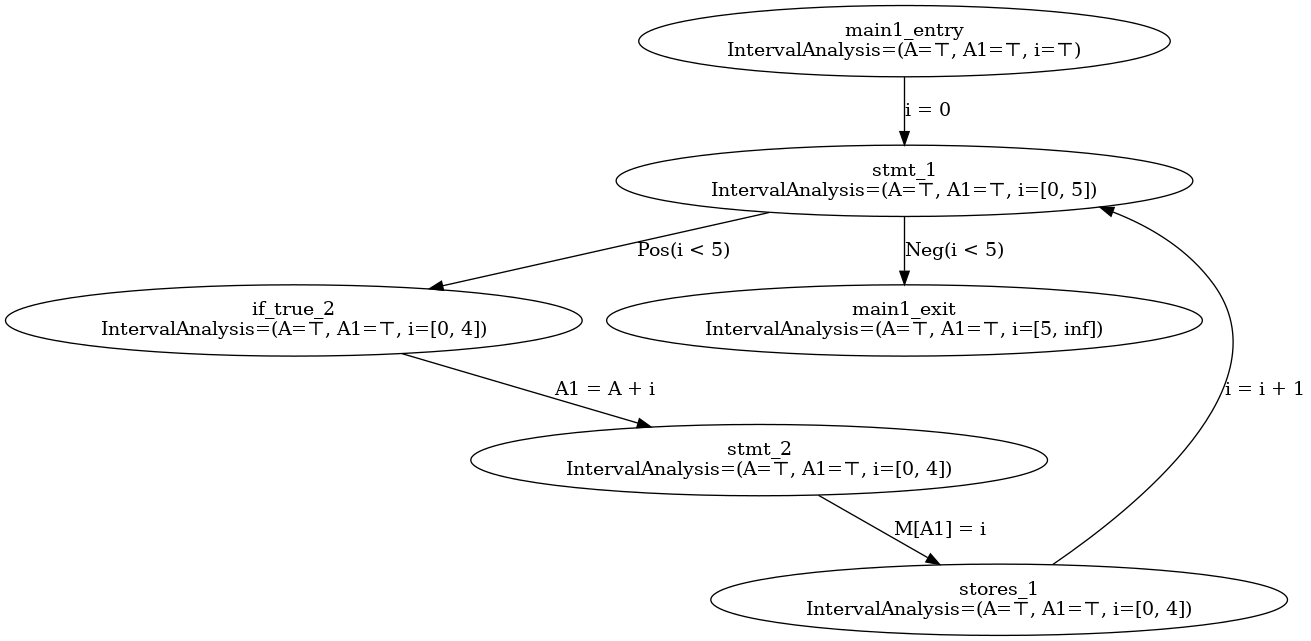 main1_entry
IntervalAnalysis=(A=⊤, A1=⊤, i=⊤)
i = 0
stmt_1
IntervalAnalysis=(A=⊤, A1=⊤, i=[0, 5])
Pos(i < 5)
Neg(i < 5)
if_true_2
IntervalAnalysis=(A=⊤, A1=⊤, i=[0, 4])
main1_exit
IntervalAnalysis=(A=⊤, A1=⊤, i=[5, inf])
A1 = A + i
i = i + 1
stmt_2
IntervalAnalysis=(A=⊤, A1=⊤, i=[0, 4])
M[A1] = i
stores_1
IntervalAnalysis=(A=⊤, A1=⊤, i=[0, 4])